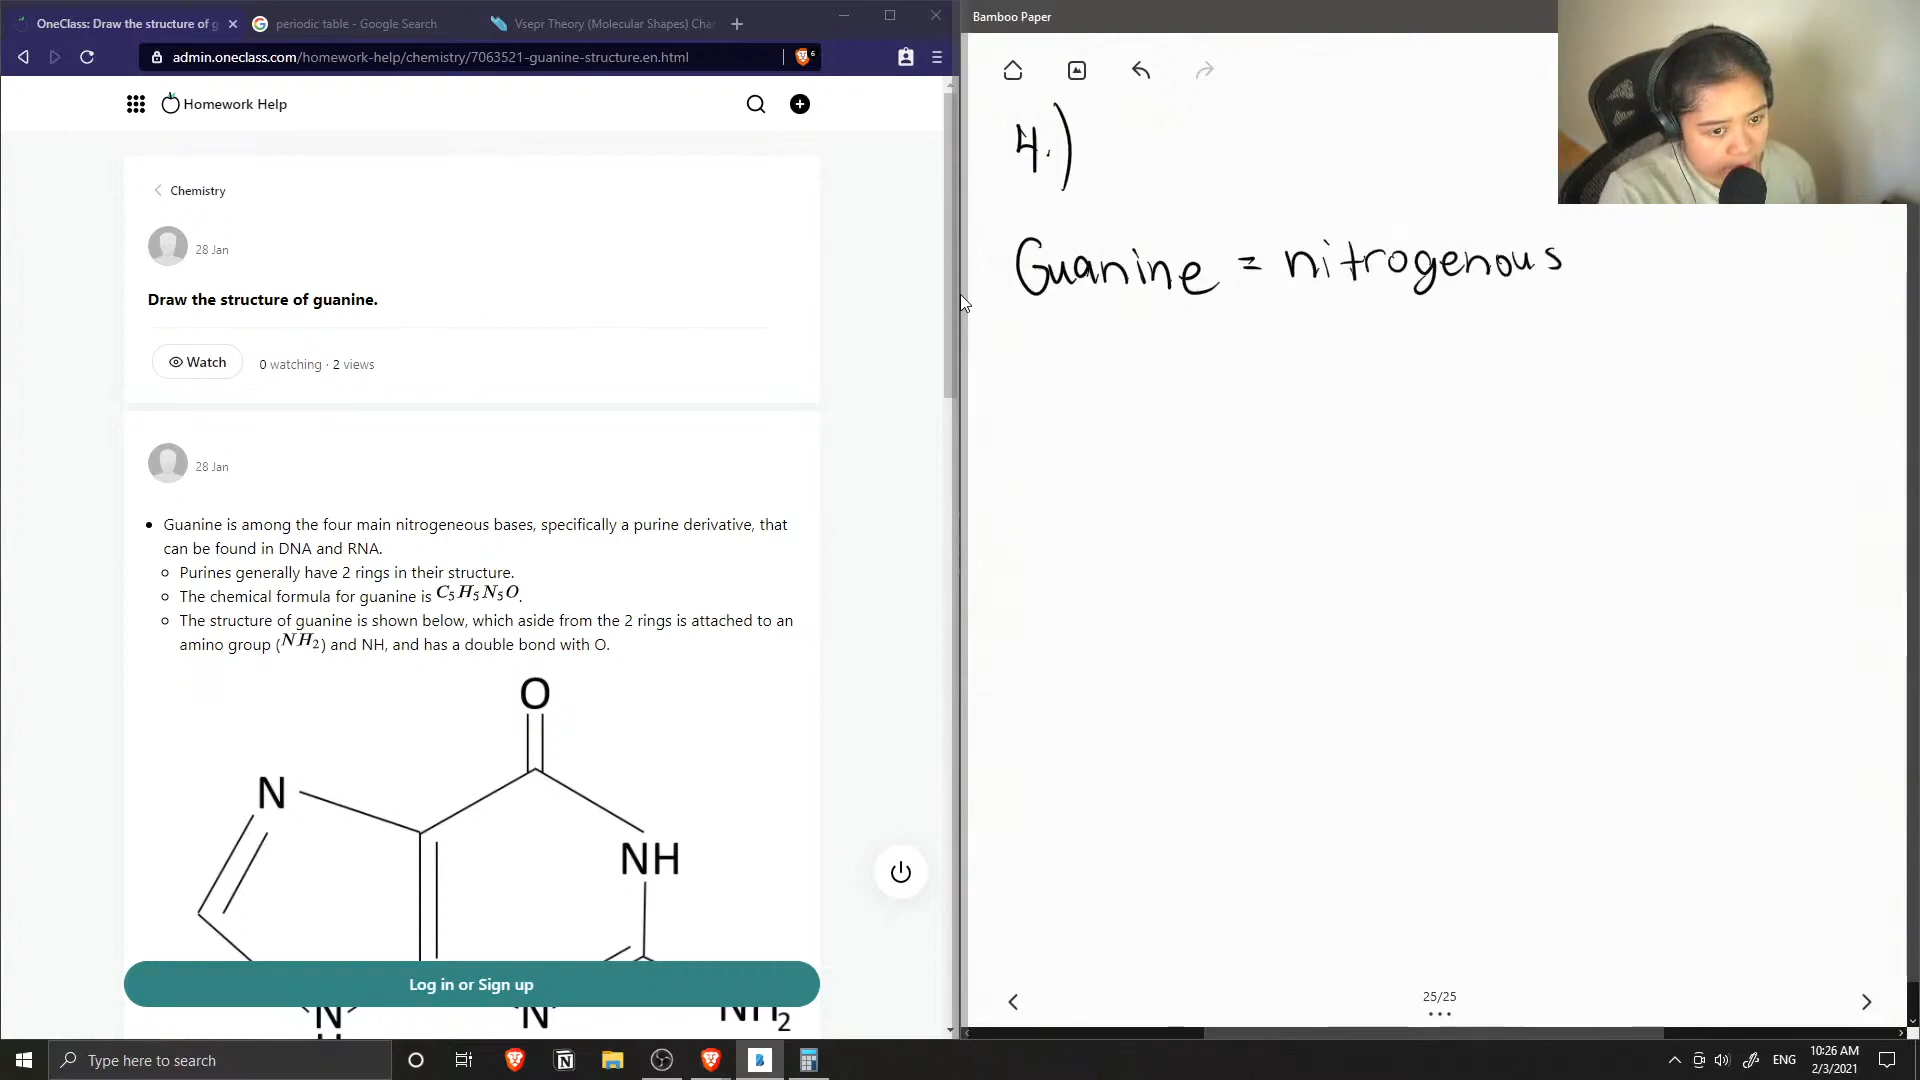 OneClass: Draw the structure of g
periodic table - Google Search
Vsepr Theory (Molecular Shapes) Cha
Bamboo Paper
admin.oneclass.com/homework-help/chemistry/7063521-guanine-structure.en.html
6
Homework Help
Chemistry
28 Jan
Draw the structure of guanine.
Watch
0 watching · 2 views
28 Jan
• Guanine is among the four main nitrogeneous bases, specifically a purine derivative, that
can be found in DNA and RNA.
Purines generally have 2 rings in their structure.
The chemical formula for guanine is C₅H₅N₅O.
The structure of guanine is shown below, which aside from the 2 rings is attached to an
amino group (NH₂) and NH, and has a double bond with O.
O
N
NH
N
H
N
NH₂
Log in or Sign up
4.)
Guanine = nitrogenous
25/25
Type here to search
ENG
10:26 AM
2/3/2021